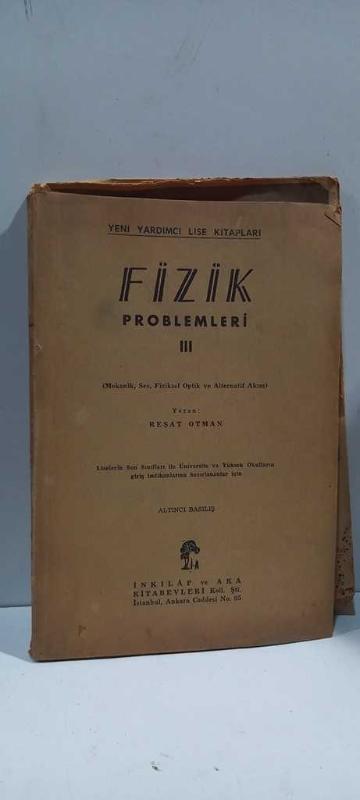 YENİ YARDIMCI LİSE KİTAPLARI
FİZİK
PROBLEMLERİ
III
(Mekanik, Ses, Fiziksel Optik ve Alternatif Akım)
Yazan:
REŞAT OTMAN
Liselerin Son Sınıfları ile Üniversite ve Yüksek Okulların
giriş imtihanlarına hazırlananlar için
ALTINCI BASILIŞ
İNKILÂP ve AKA
KİTABEVLERİ Koll. Şti.
İstanbul, Ankara Caddesi No. 95